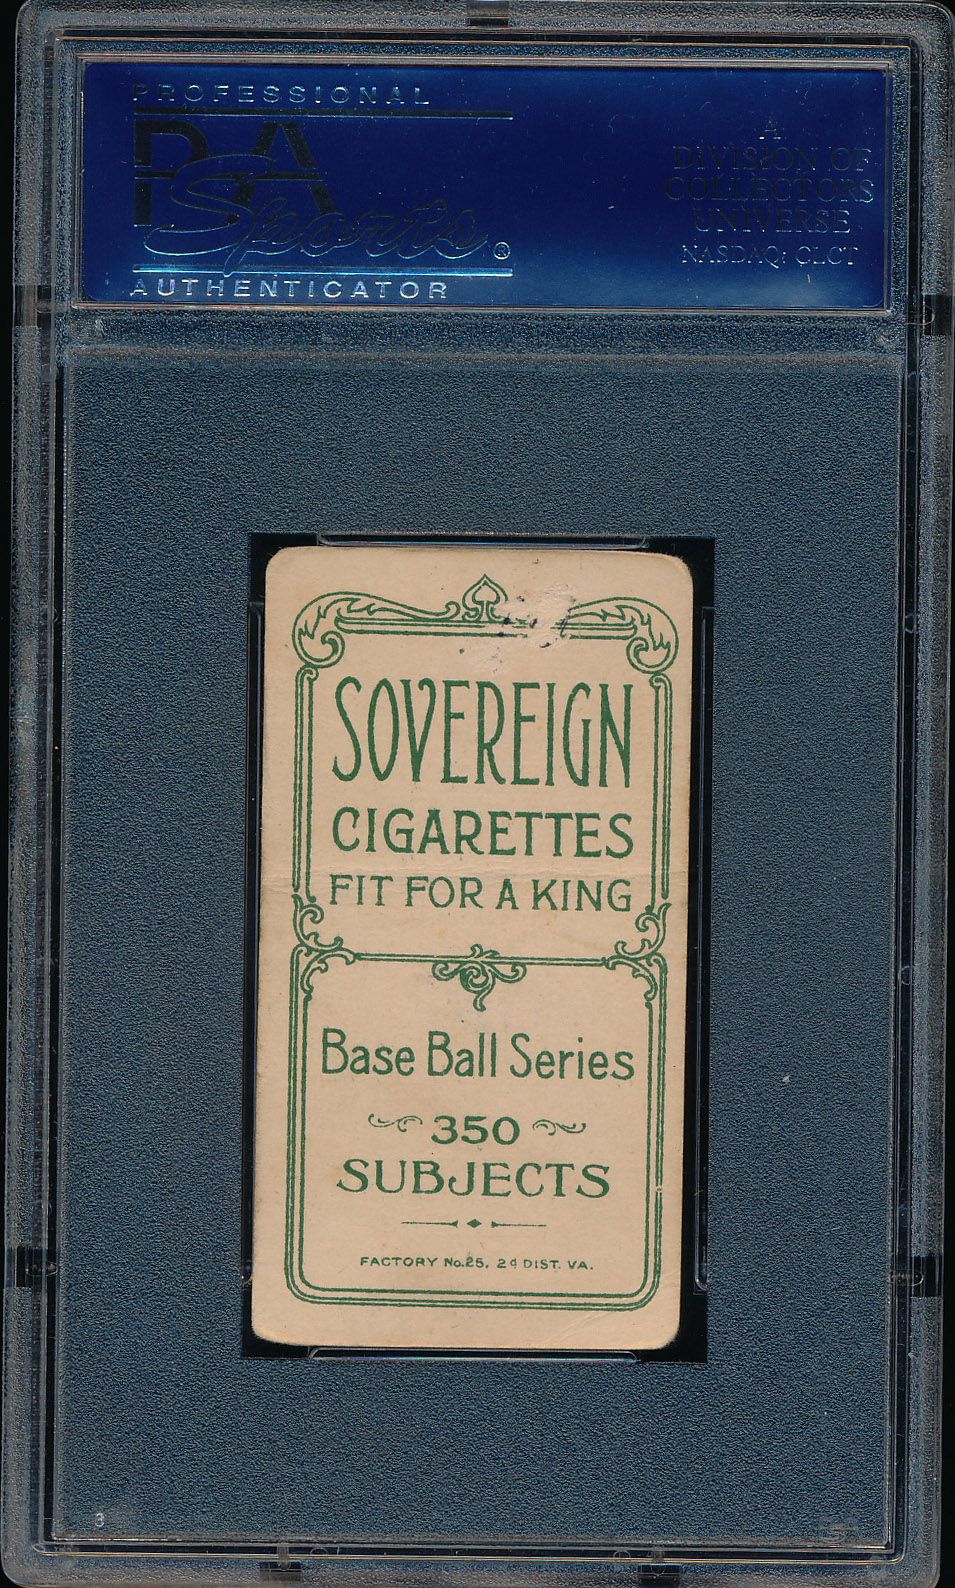 PROFESSIONAL
PSA
Sports®
AUTHENTICATOR
A
DIVISION OF
COLLECTORS
UNIVERSE
NASDAQ: CLCT
SOVEREIGN
CIGARETTES
FIT FOR A KING
Base Ball Series
350
SUBJECTS
FACTORY No.25, 2d DIST. VA.